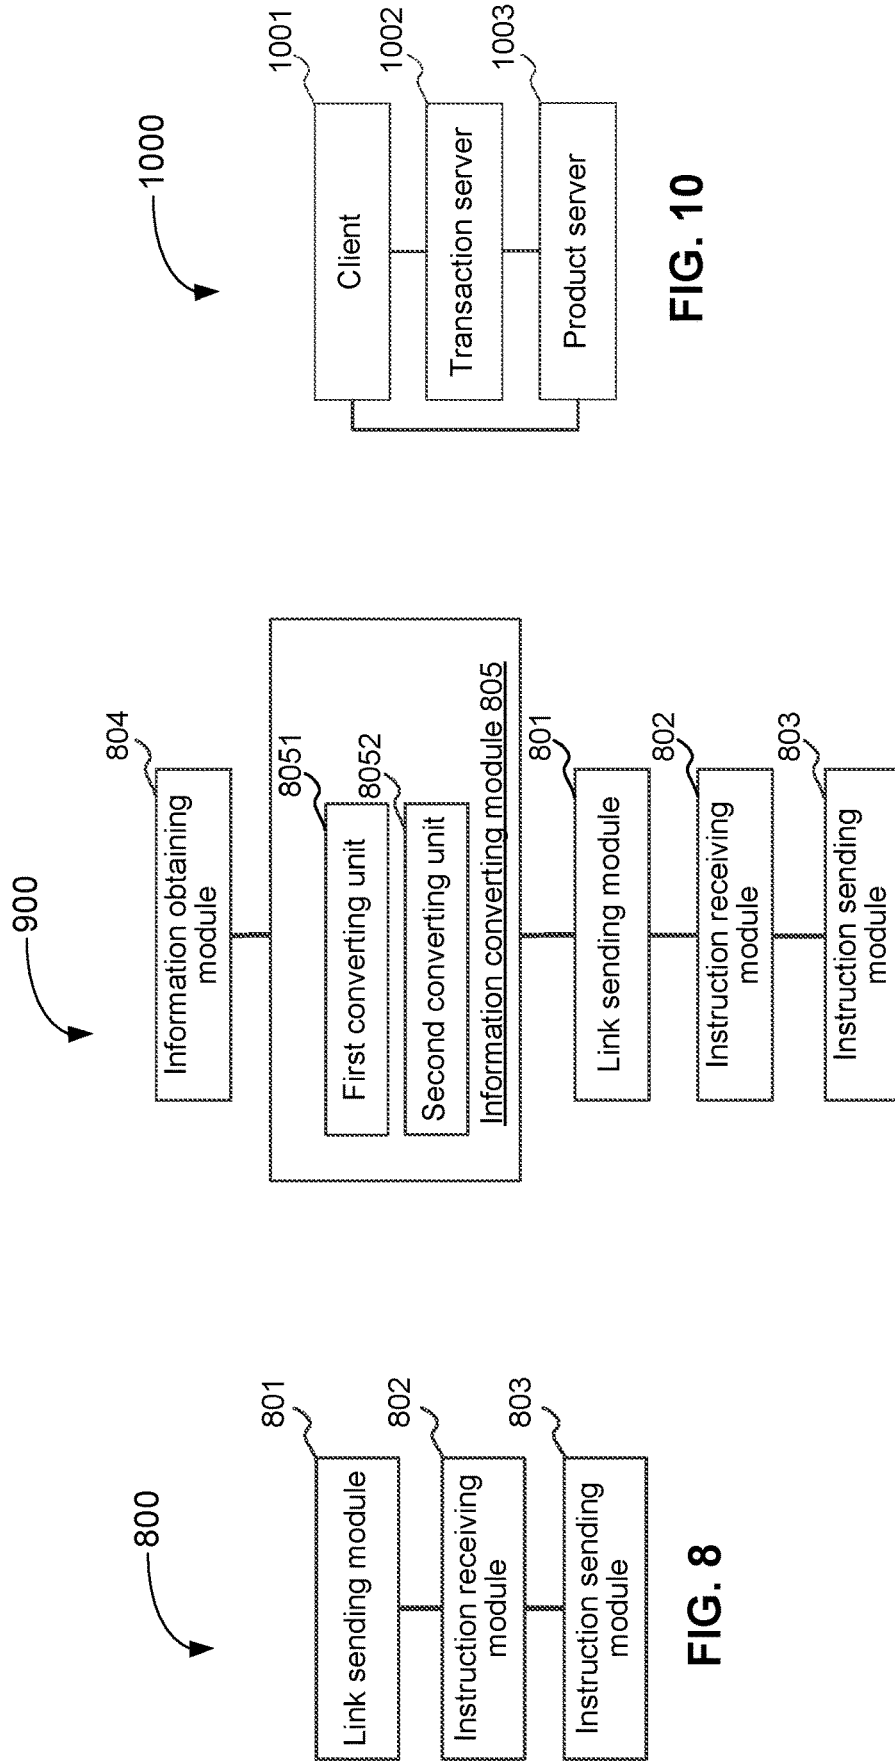 800
801
Link sending module
802
Instruction receiving
module
803
Instruction sending
module
FIG. 8
900
804
Information obtaining
module
8051
First converting unit
8052
Second converting unit
Information converting module 805
801
Link sending module
802
Instruction receiving
module
803
Instruction sending
module
1000
1001
Client
1002
Transaction server
1003
Product server
FIG. 10